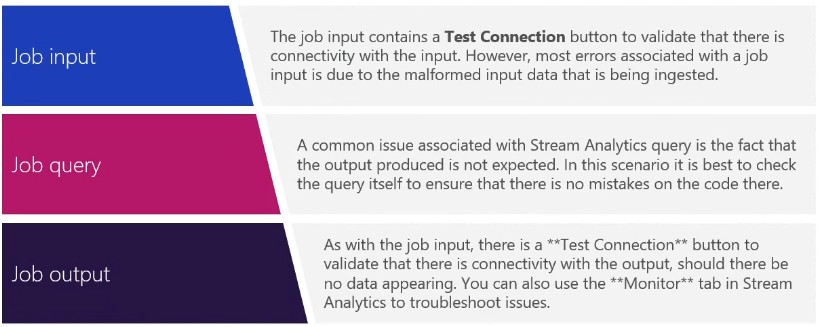 Job input
The job input contains a Test Connection button to validate that there is
connectivity with the input. However, most errors associated with a job
input is due to the malformed input data that is being ingested.
Job query
A common issue associated with Stream Analytics query is the fact that
the output produced is not expected. In this scenario it is best to check
the query itself to ensure that there is no mistakes on the code there.
Job output
As with the job input, there is a **Test Connection** button to
validate that there is connectivity with the output, should there be
no data appearing. You can also use the **Monitor** tab in Stream
Analytics to troubleshoot issues.